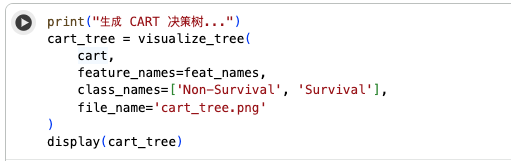 print("生成 CART 决策树...")
cart_tree = visualize_tree(
    cart,
    feature_names=feat_names,
    class_names=['Non-Survival', 'Survival'],
    file_name='cart_tree.png'
)
display(cart_tree)